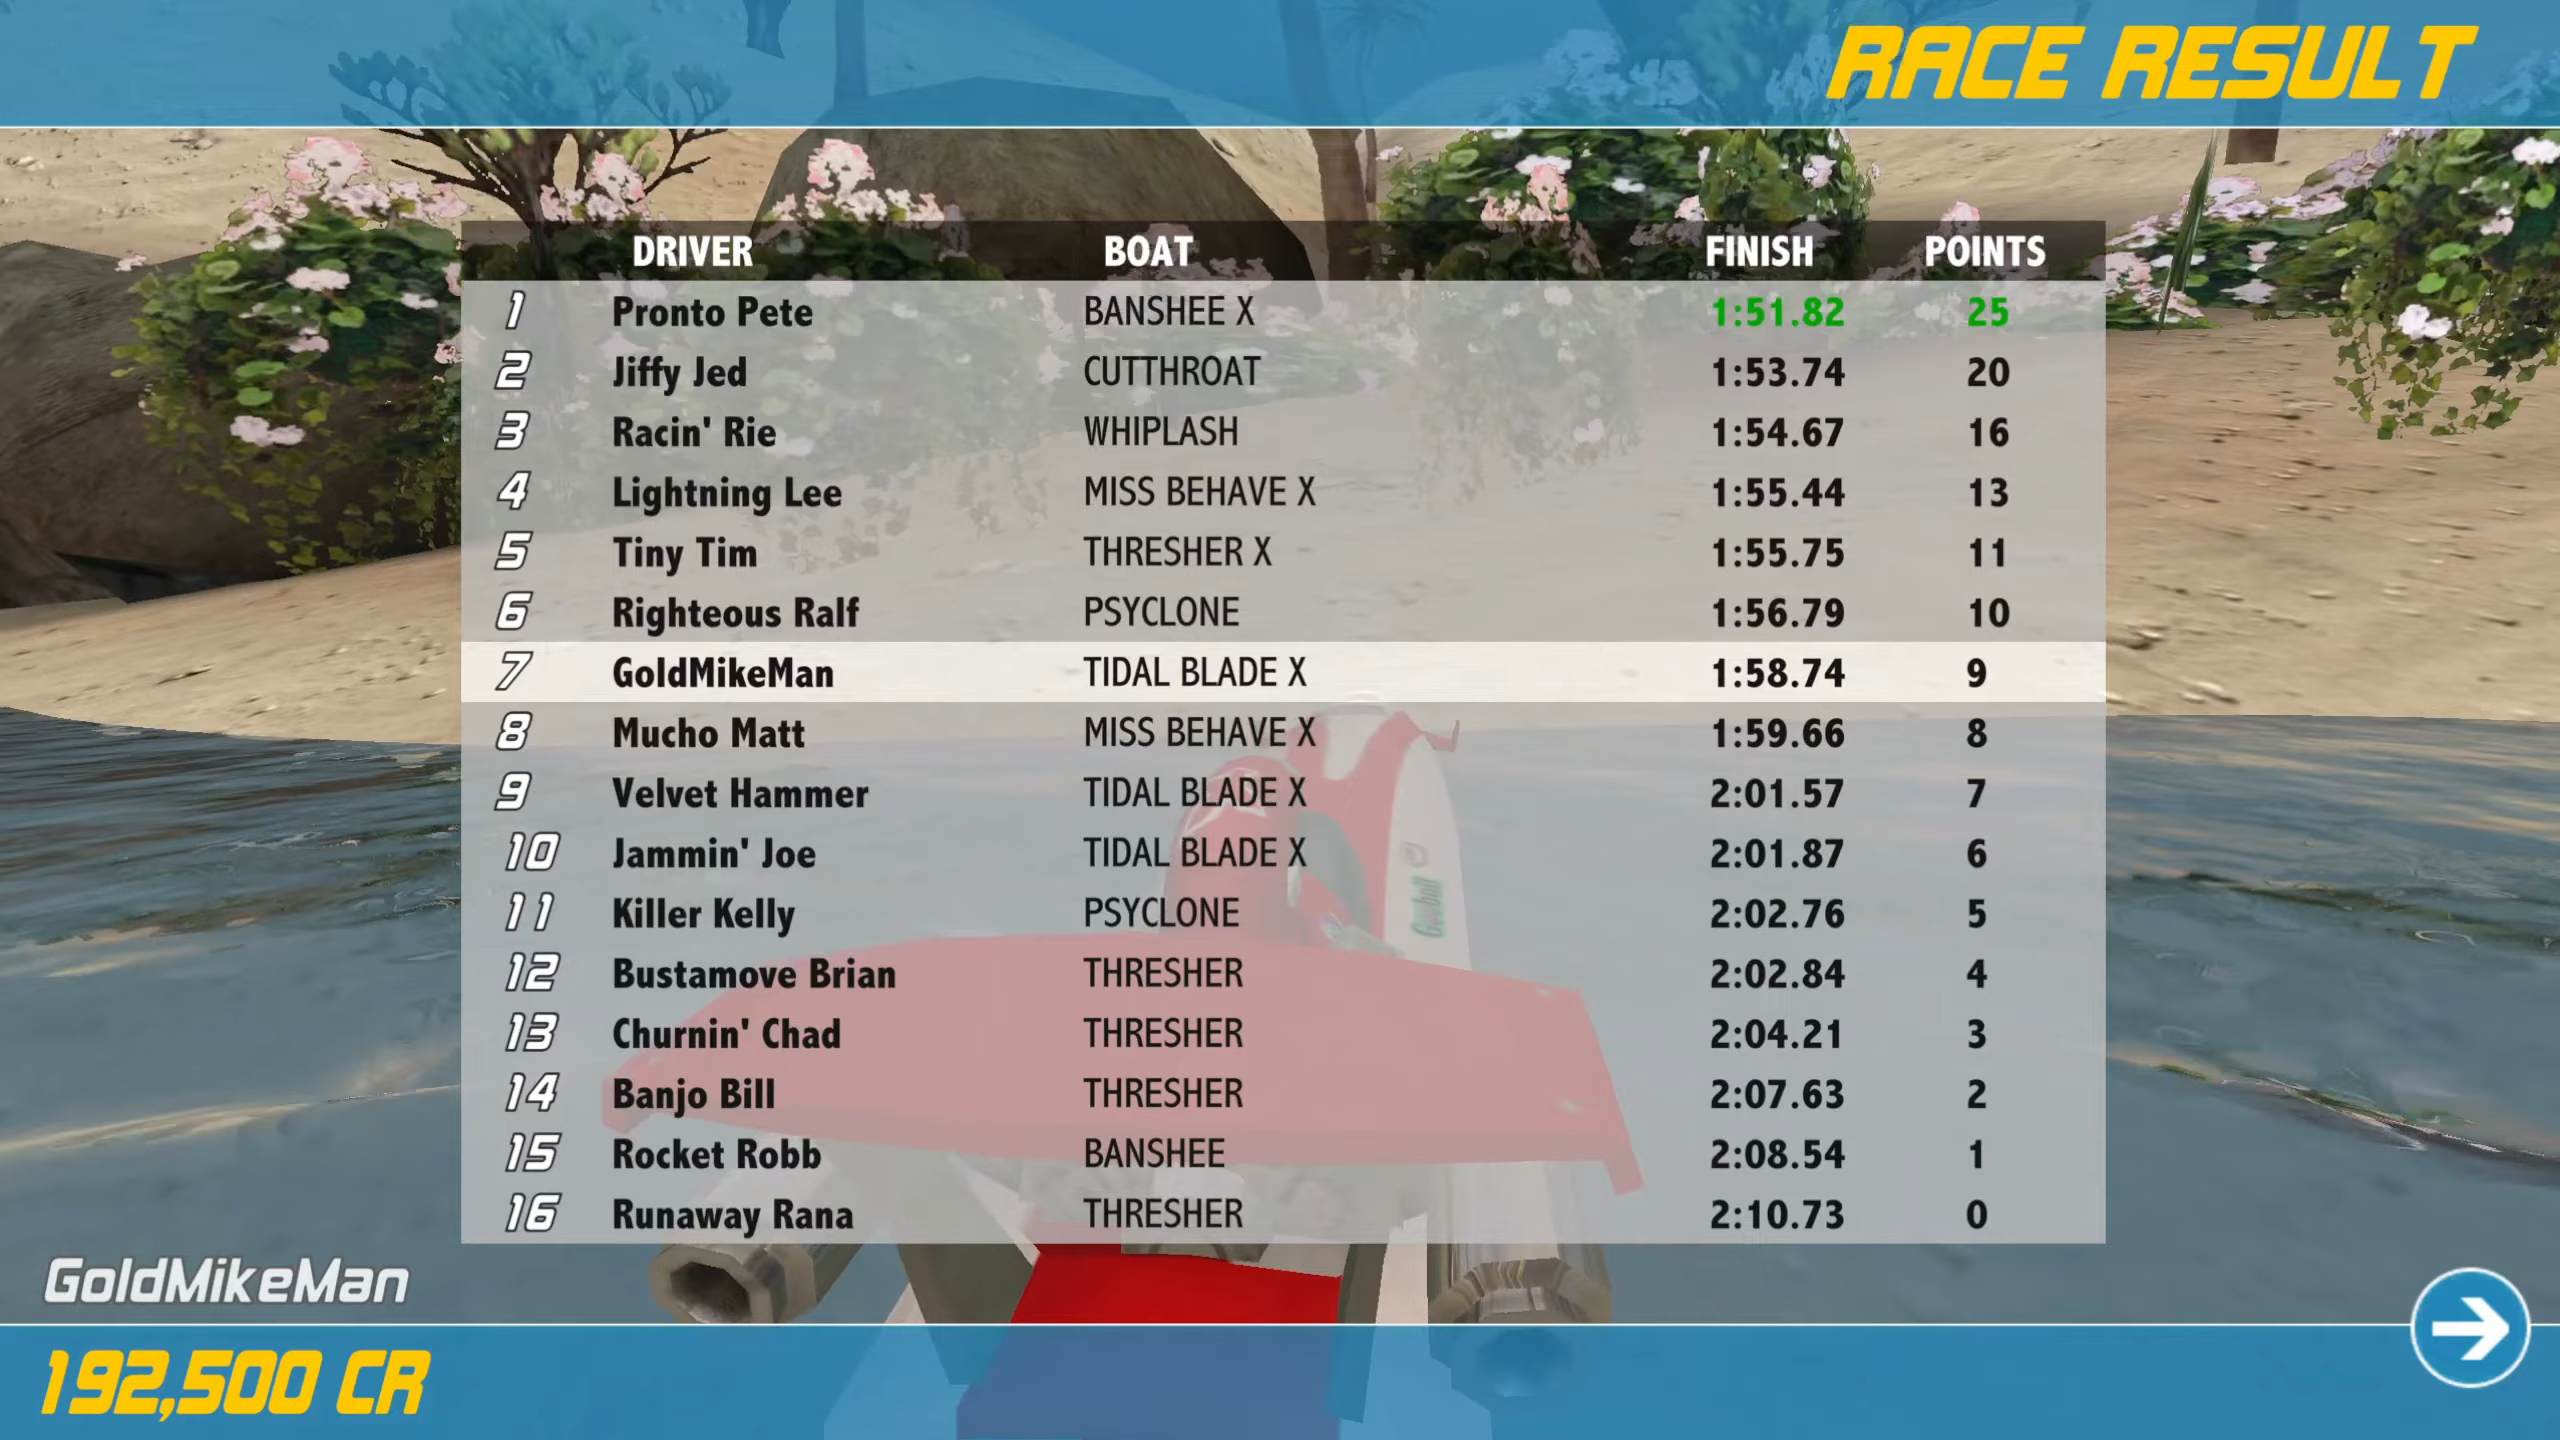 RACE RESULT
DRIVER BOAT FINISH POINTS
1 Pronto Pete BANSHEE X 1:51.82 25
2 Jiffy Jed CUTTHROAT 1:53.74 20
3 Racin' Rie WHIPLASH 1:54.67 16
4 Lightning Lee MISS BEHAVE X 1:55.44 13
5 Tiny Tim THRESHER X 1:55.75 11
6 Righteous Ralf PSYCLONE 1:56.79 10
7 GoldMikeMan TIDAL BLADE X 1:58.74 9
8 Mucho Matt MISS BEHAVE X 1:59.66 8
9 Velvet Hammer TIDAL BLADE X 2:01.57 7
10 Jammin' Joe TIDAL BLADE X 2:01.87 6
11 Killer Kelly PSYCLONE 2:02.76 5
12 Bustamove Brian THRESHER 2:02.84 4
13 Churnin' Chad THRESHER 2:04.21 3
14 Banjo Bill THRESHER 2:07.63 2
15 Rocket Robb BANSHEE 2:08.54 1
16 Runaway Rana THRESHER 2:10.73 0
GoldMikeMan
192,500 CR